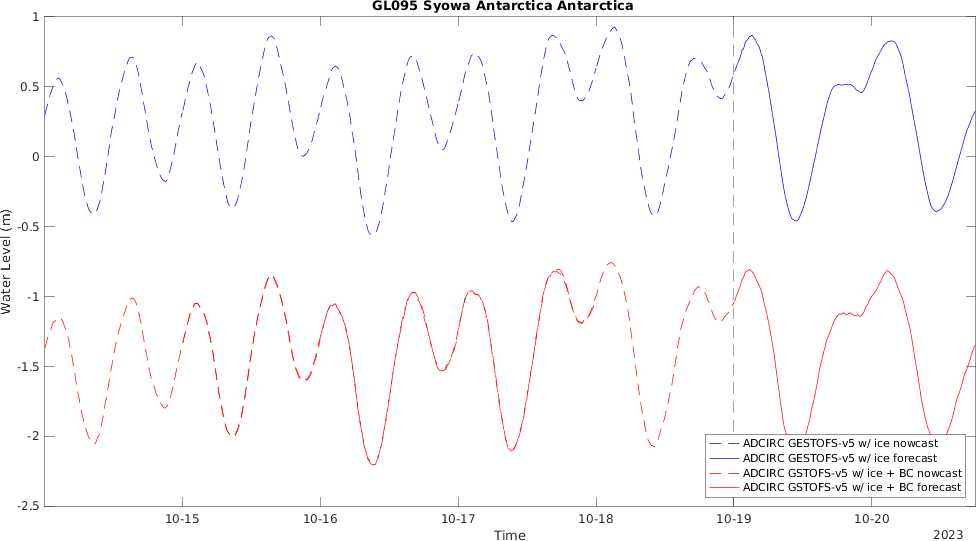 GL095 Syowa Antarctica Antarctica
1
0.5
0
-0.5
-1
-1.5
-2
-2.5
Water Level (m)
ADCIRC GESTOFS-v5 w/ ice nowcast
ADCIRC GESTOFS-v5 w/ ice forecast
ADCIRC GSTOFS-v5 w/ ice + BC nowcast
ADCIRC GSTOFS-v5 w/ ice + BC forecast
10-15 10-16 10-17 10-18 10-19 10-20
Time
2023